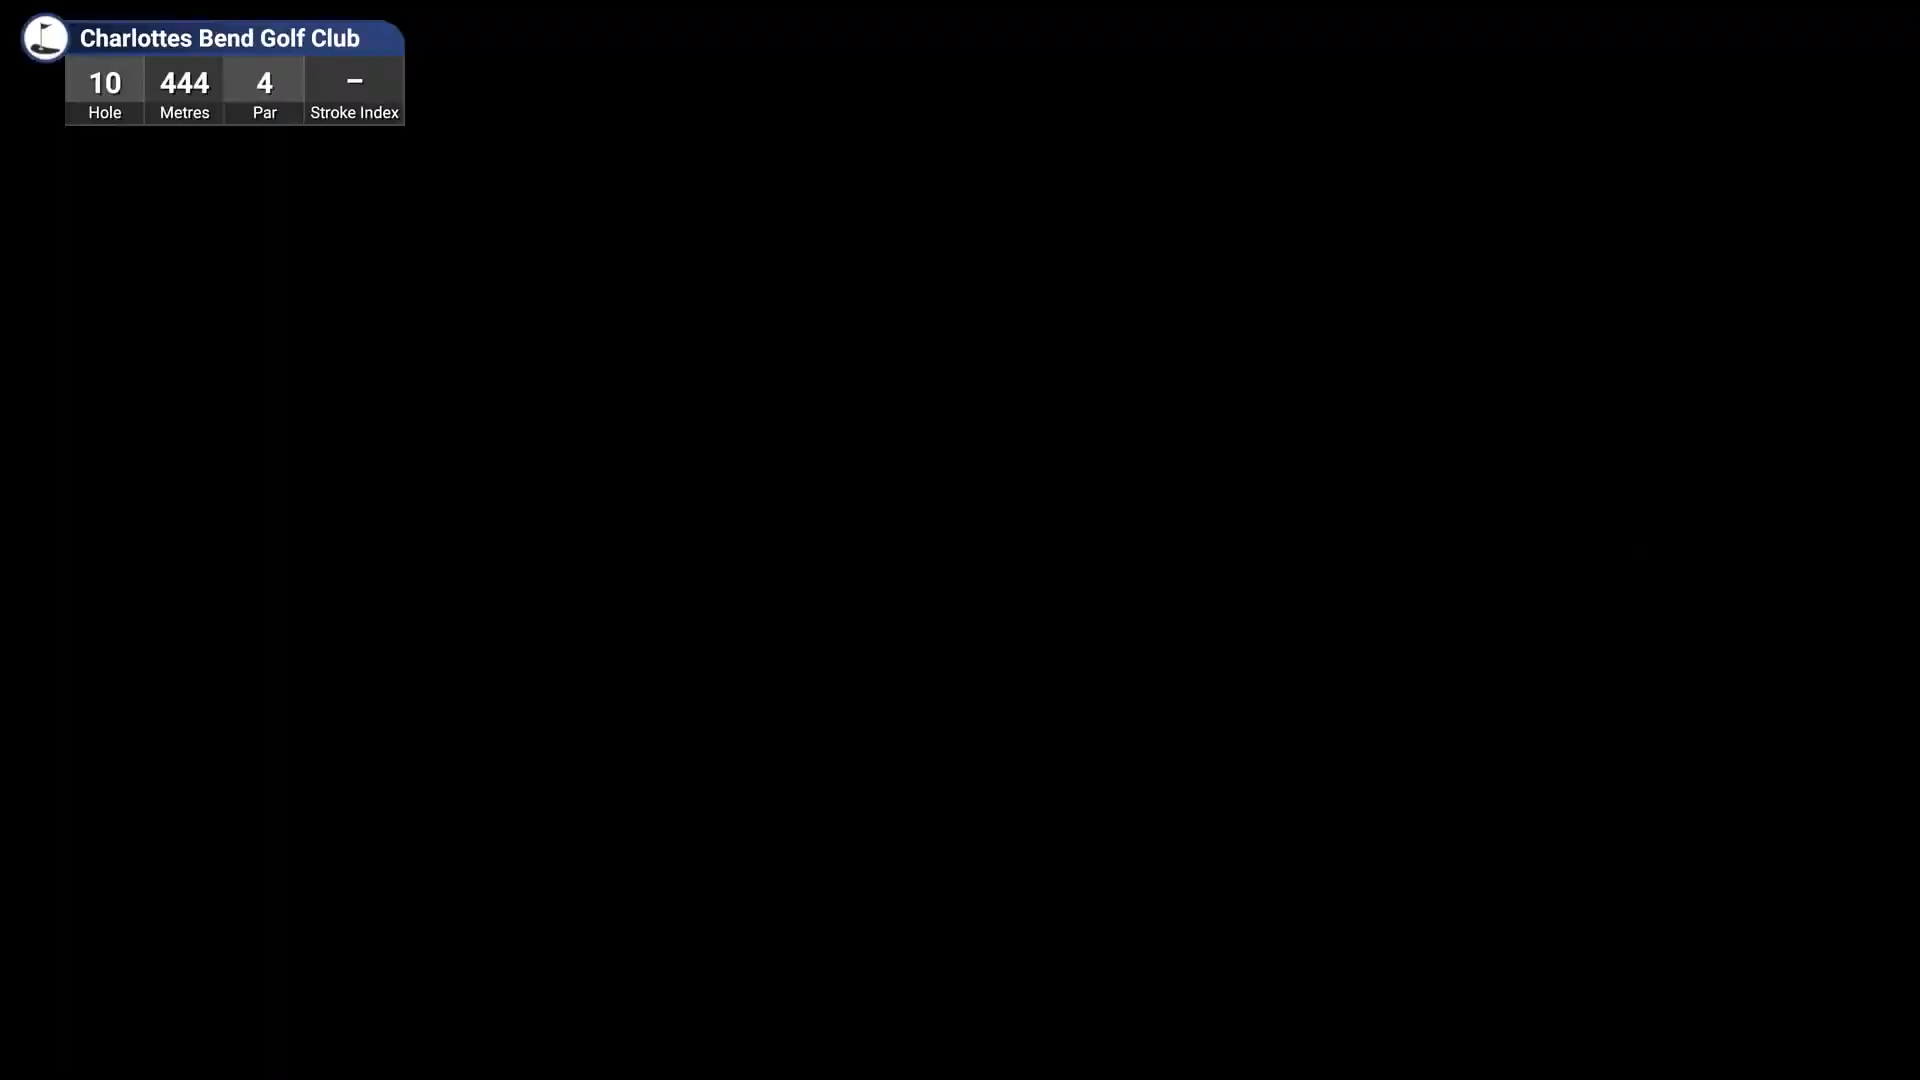 Charlottes Bend Golf Club
10 444 4 –
Hole Metres Par Stroke Index